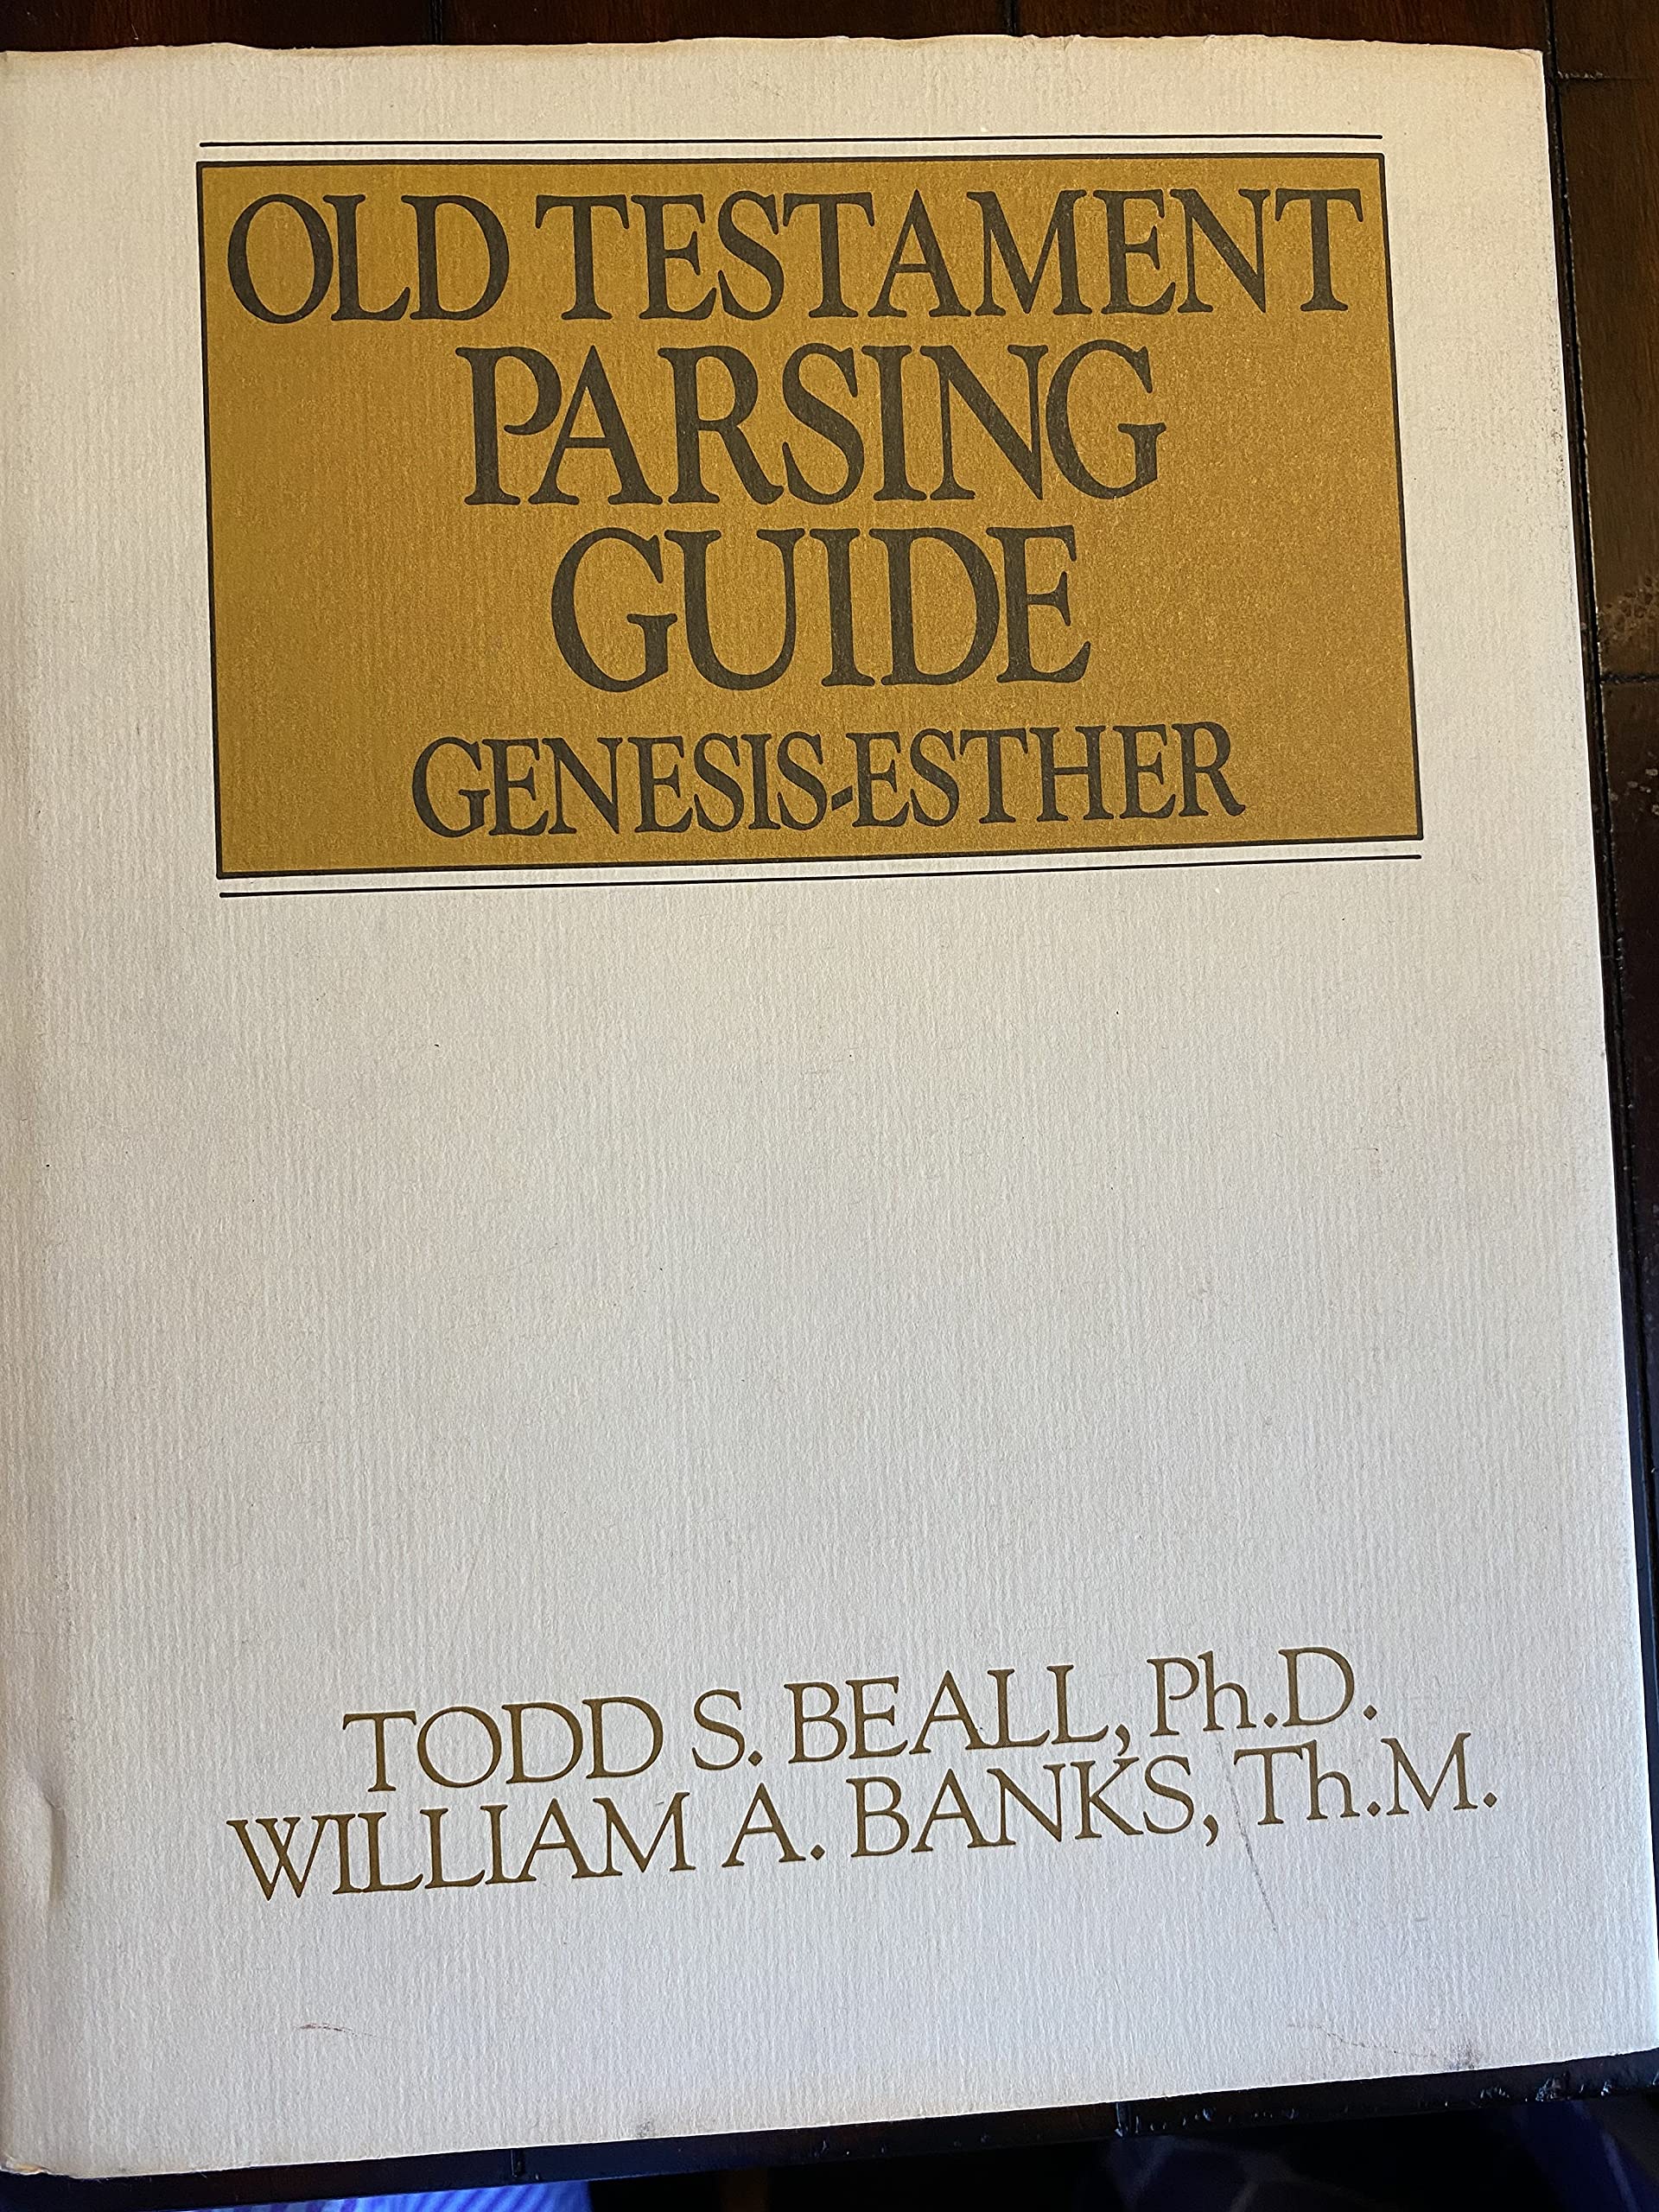 OLD TESTAMENT
PARSING
GUIDE
GENESIS-ESTHER
TODD S. BEALL, Ph.D.
WILLIAM A. BANKS, Th.M.